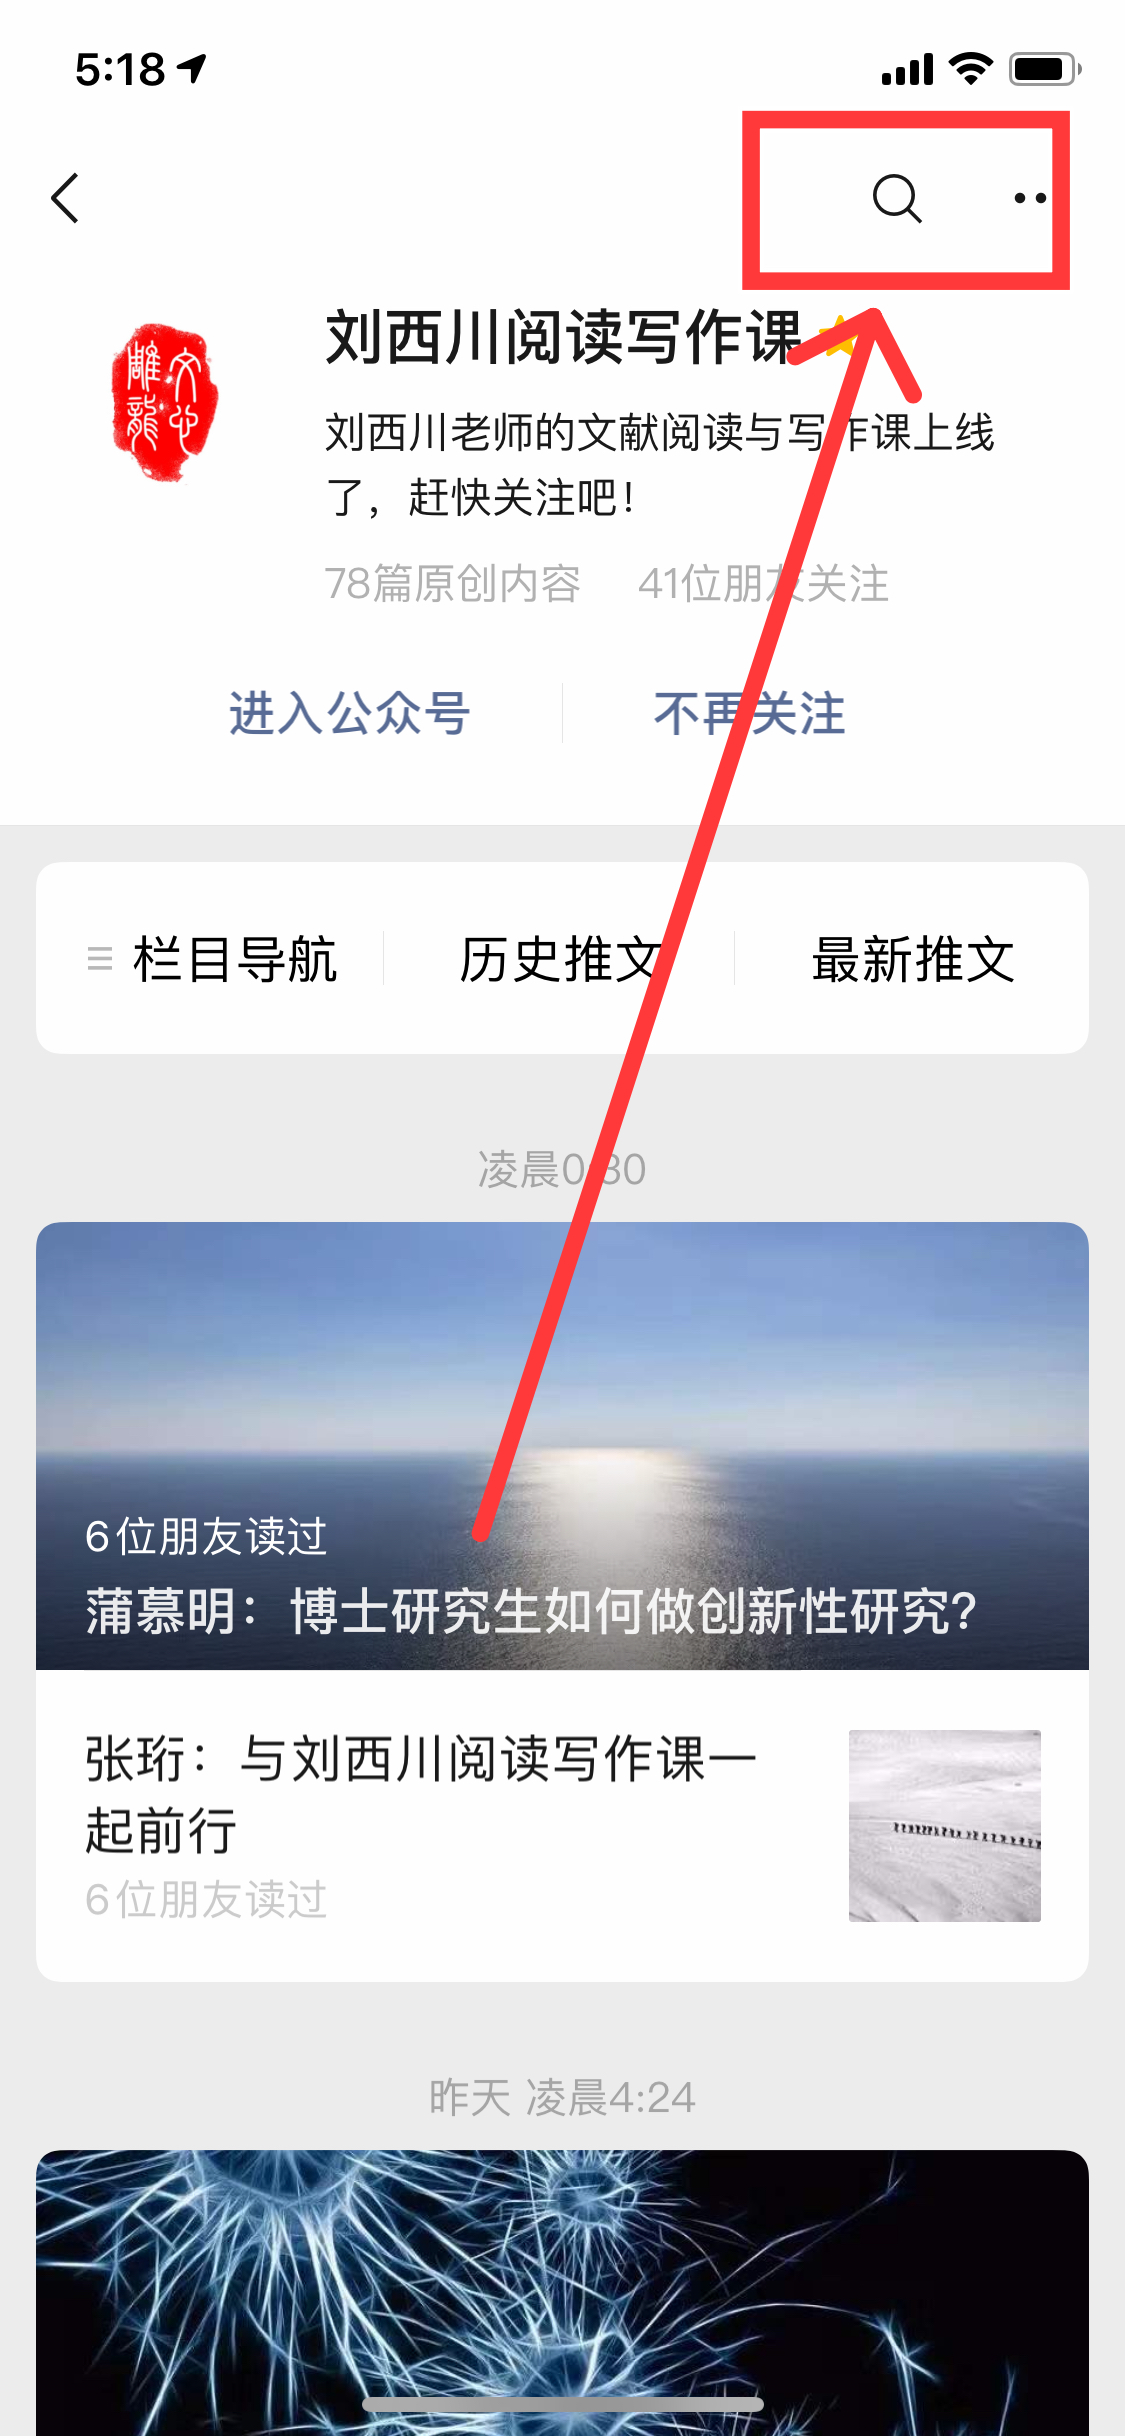 5:18
刘西川阅读写作课
文心
雕龍
刘西川老师的文献阅读与写作课上线
了，赶快关注吧！
78篇原创内容 41位朋友关注
进入公众号 不再关注
栏目导航 历史推文 最新推文
凌晨0:30
6位朋友读过
蒲慕明：博士研究生如何做创新性研究？
张珩：与刘西川阅读写作课一
起前行
6位朋友读过
昨天 凌晨4:24